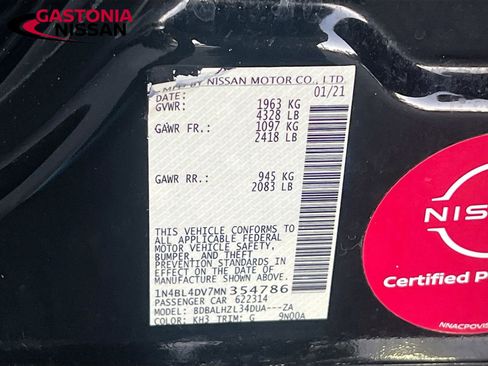 GASTONIA
NISSAN
MFD BY NISSAN MOTOR CO., LTD.
DATE: 01/21
GVWR: 1963 KG
4328 LB
GAWR FR.: 1097 KG
2418 LB
GAWR RR.: 945 KG
2083 LB
THIS VEHICLE CONFORMS TO
ALL APPLICABLE FEDERAL
MOTOR VEHICLE SAFETY,
BUMPER, AND THEFT
PREVENTION STANDARDS
IN EFFECT ON THE DATE OF
MANUFACTURE SHOWN ABOVE.
1N4BL4DV7MN354786
PASSENGER CAR 622314
MODEL: BDBALHZL34DUA---ZA
COLOR: KH3 TRIM: G 9N00A
NISS
Certified P
NNACPOVIS